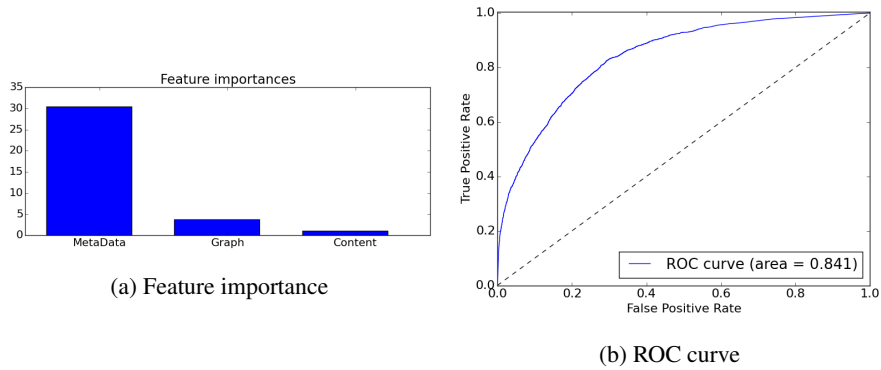 Feature importances
35
30
25
20
15
10
5
0
MetaData Graph Content
(a) Feature importance
1.0
0.8
0.6
0.4
0.2
0.0
True Positive Rate
ROC curve (area = 0.841)
0.0 0.2 0.4 0.6 0.8 1.0
False Positive Rate
(b) ROC curve